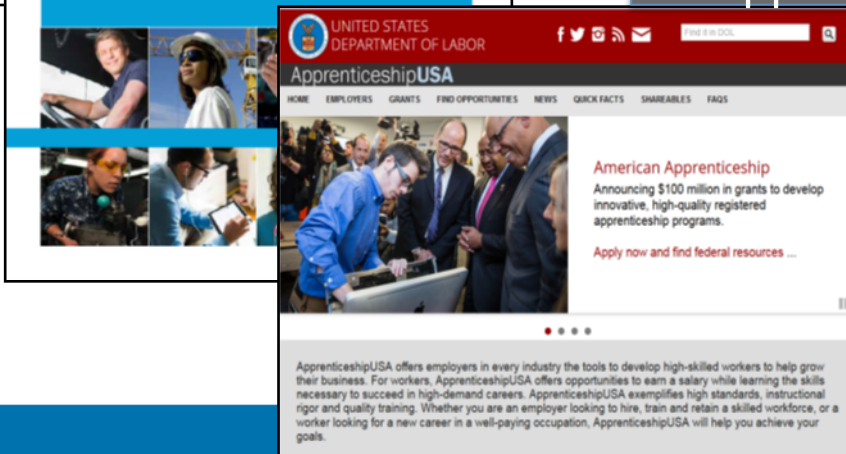 UNITED STATES
DEPARTMENT OF LABOR
Find it in DOL
ApprenticeshipUSA
HOME EMPLOYERS GRANTS FIND OPPORTUNITIES NEWS QUICK FACTS SHAREABLES FAQS
American Apprenticeship
Announcing $100 million in grants to develop
innovative, high-quality registered
apprenticeship programs.
Apply now and find federal resources ...
ApprenticeshipUSA offers employers in every industry the tools to develop high-skilled workers to help grow
their business. For workers, ApprenticeshipUSA offers opportunities to earn a salary while learning the skills
necessary to succeed in high-demand careers. ApprenticeshipUSA exemplifies high standards, instructional
rigor and quality training. Whether you are an employer looking to hire, train and retain a skilled workforce, or a
worker looking for a new career in a well-paying occupation, ApprenticeshipUSA will help you achieve your
goals.